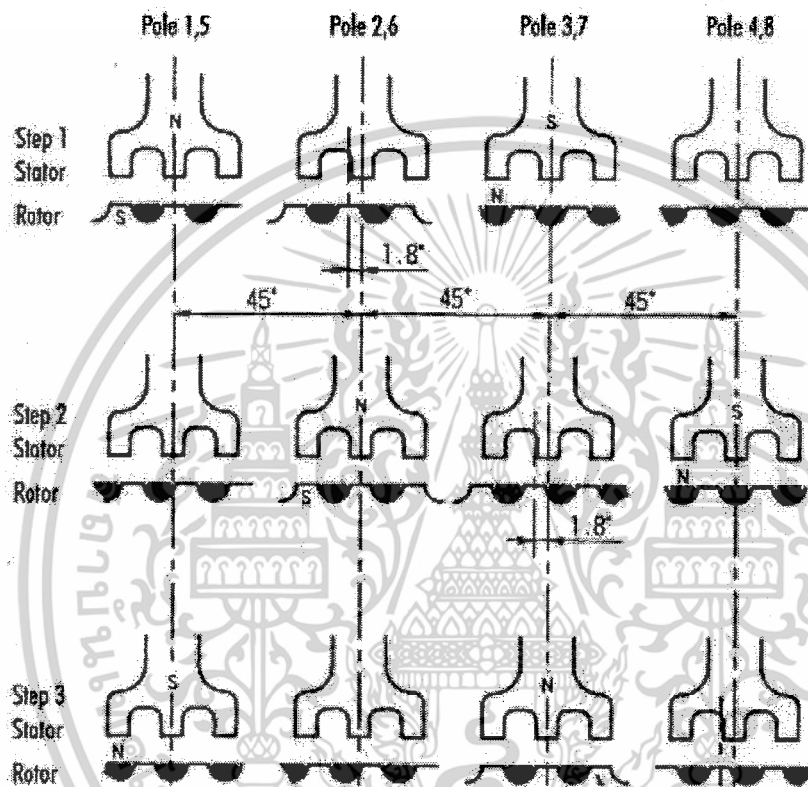 Pole 1,5 Pole 2,6 Pole 3,7 Pole 4,8
N S
Step 1
Stator
Rotor S N
1.8°
45° 45° 45°
N S
Step 2
Stator
Rotor S N
1.8°
S N
Step 3
Stator
N S
Rotor